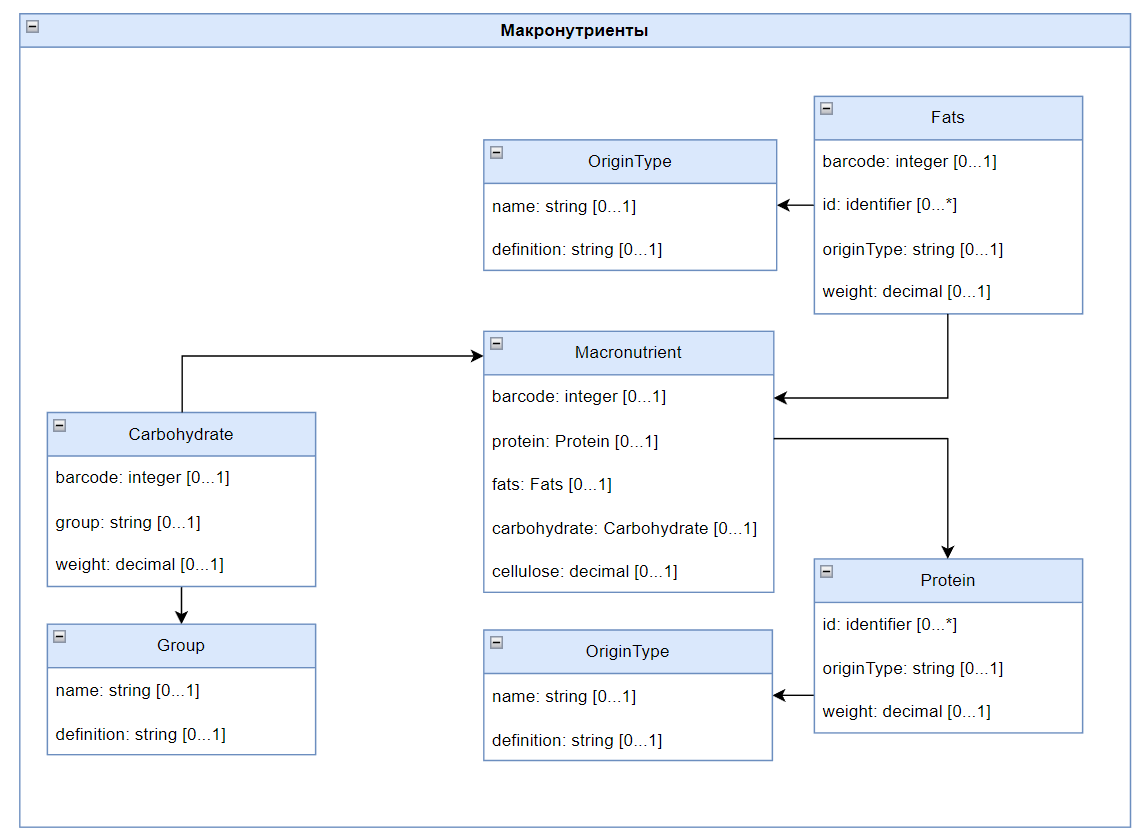 Макронутриенты
Fats
barcode: integer [0...1]
id: identifier [0...*]
originType: string [0...1]
weight: decimal [0...1]
OriginType
name: string [0...1]
definition: string [0...1]
Macronutrient
barcode: integer [0...1]
protein: Protein [0...1]
fats: Fats [0...1]
carbohydrate: Carbohydrate [0...1]
cellulose: decimal [0...1]
Carbohydrate
barcode: integer [0...1]
group: string [0...1]
weight: decimal [0...1]
Group
name: string [0...1]
definition: string [0...1]
OriginType
name: string [0...1]
definition: string [0...1]
Protein
id: identifier [0...*]
originType: string [0...1]
weight: decimal [0...1]